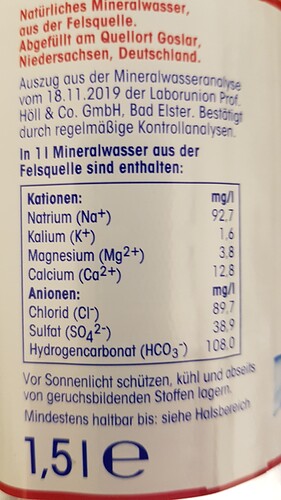 Natürliches Mineralwasser,
aus der Felsquelle.
Abgefüllt am Quellort Goslar,
Niedersachsen, Deutschland.
Auszug aus der Mineralwasseranalyse
vom 18.11.2019 der Laborunion Prof.
Höll & Co. GmbH, Bad Elster. Bestätigt
durch regelmäßige Kontrollanalysen.
In 1 l Mineralwasser aus der
Felsquelle sind enthalten:
Kationen: mg/l
Natrium (Na+) 92,7
Kalium (K+) 1,6
Magnesium (Mg2+) 3,8
Calcium (Ca2+) 12,8
Anionen: mg/l
Chlorid (Cl-) 89,7
Sulfat (SO4 2-) 38,9
Hydrogencarbonat (HCO3-) 108,0
Vor Sonnenlicht schützen, kühl und abseits
von geruchsbildenden Stoffen lagern.
Mindestens haltbar bis: siehe Halsbereich
1,5 l e